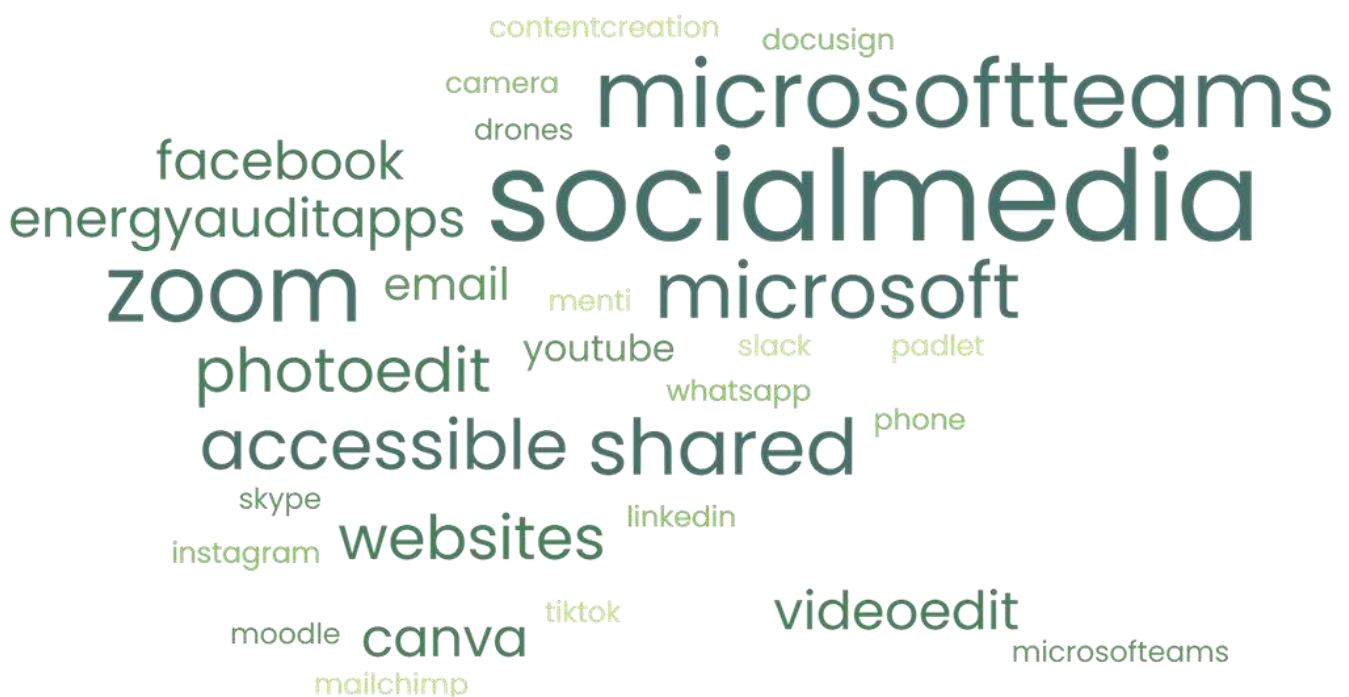 contentcreation
docusign
camera
microsoftteams
drones
facebook
socialmedia
energyauditapps
zoom
email
menti
microsoft
photoedit
youtube
slack
padlet
whatsapp
accessible
shared
phone
skype
websites
linkedin
instagram
tiktok
videoedit
moodle
canva
microsofteams
mailchimp